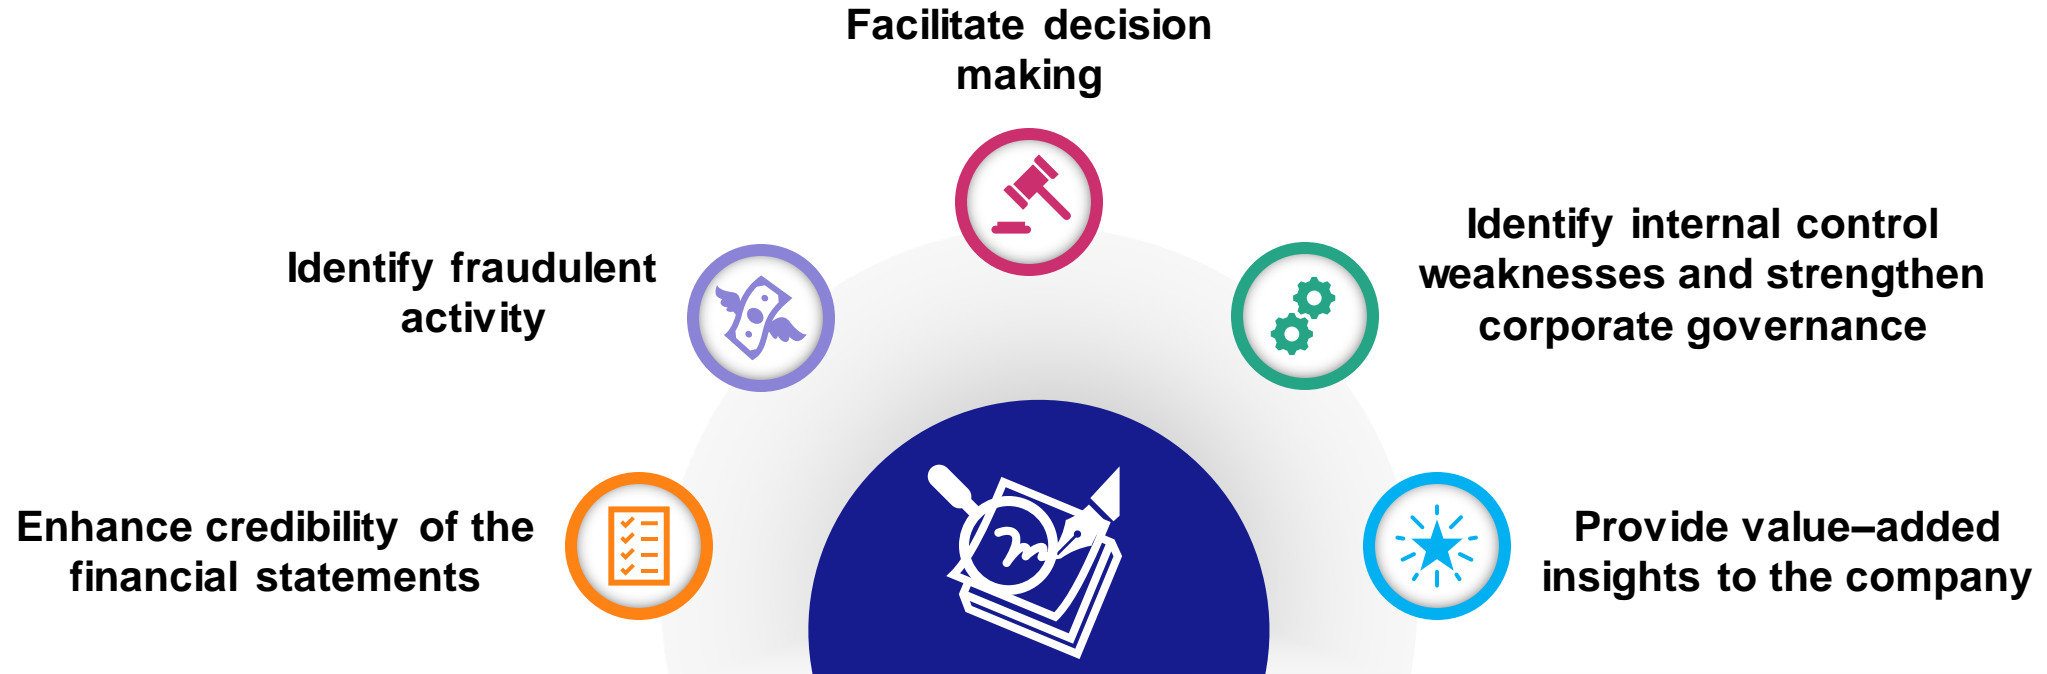 Facilitate decision
making
Identify fraudulent
activity
Identify internal control
weaknesses and strengthen
corporate governance
Enhance credibility of the
financial statements
Provide value–added
insights to the company